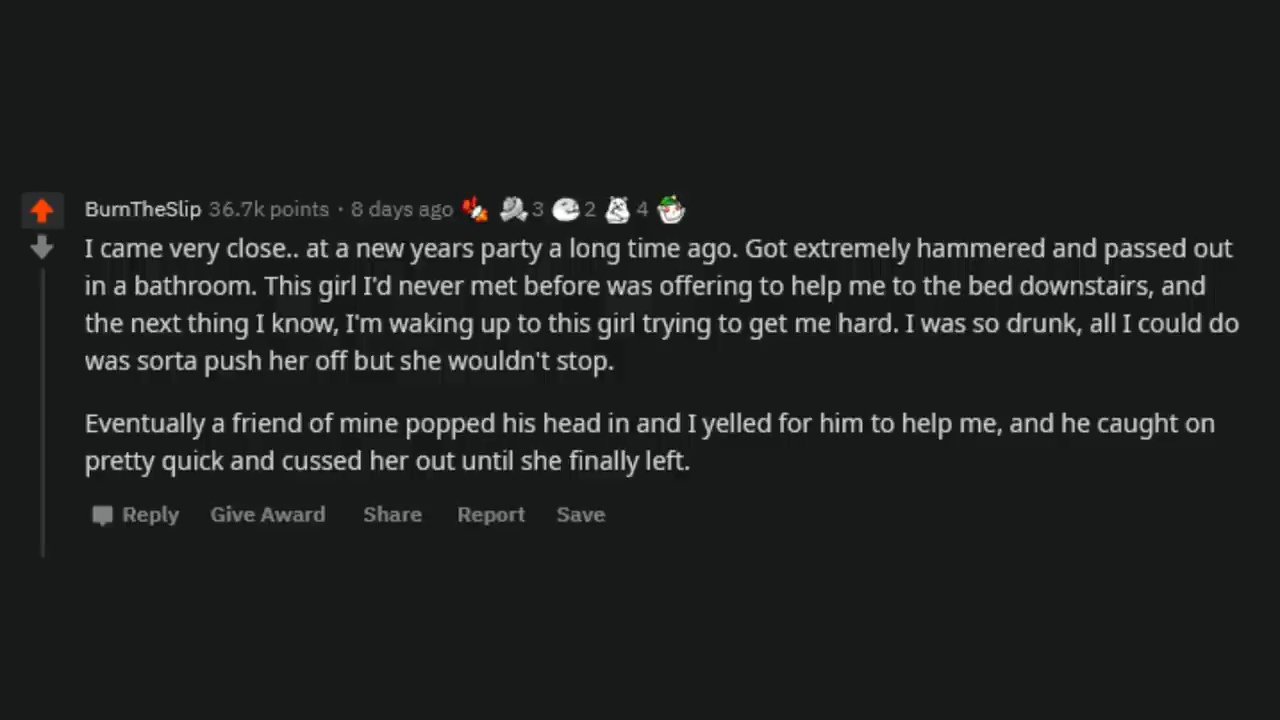 BurnTheSlip 36.7k points · 8 days ago 3 2 4
I came very close.. at a new years party a long time ago. Got extremely hammered and passed out
in a bathroom. This girl I'd never met before was offering to help me to the bed downstairs, and
the next thing I know, I'm waking up to this girl trying to get me hard. I was so drunk, all I could do
was sorta push her off but she wouldn't stop.
Eventually a friend of mine popped his head in and I yelled for him to help me, and he caught on
pretty quick and cussed her out until she finally left.
Reply Give Award Share Report Save